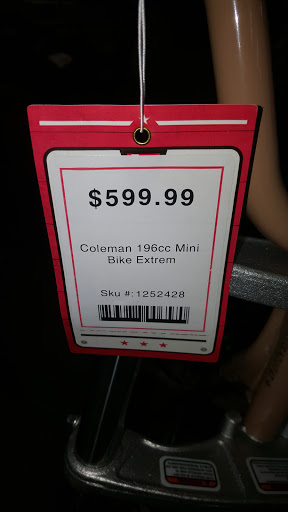 $599.99
Coleman 196cc Mini
Bike Extrem
Sku #:1252428